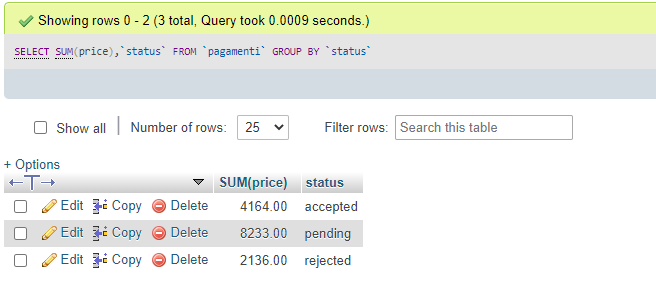 Showing rows 0 - 2 (3 total, Query took 0.0009 seconds.)
SELECT SUM(price),`status` FROM `pagamenti` GROUP BY `status`
Show all | Number of rows: 25 Filter rows: Search this table
+ Options
←T→ SUM(price) status
Edit Copy Delete 4164.00 accepted
Edit Copy Delete 8233.00 pending
Edit Copy Delete 2136.00 rejected